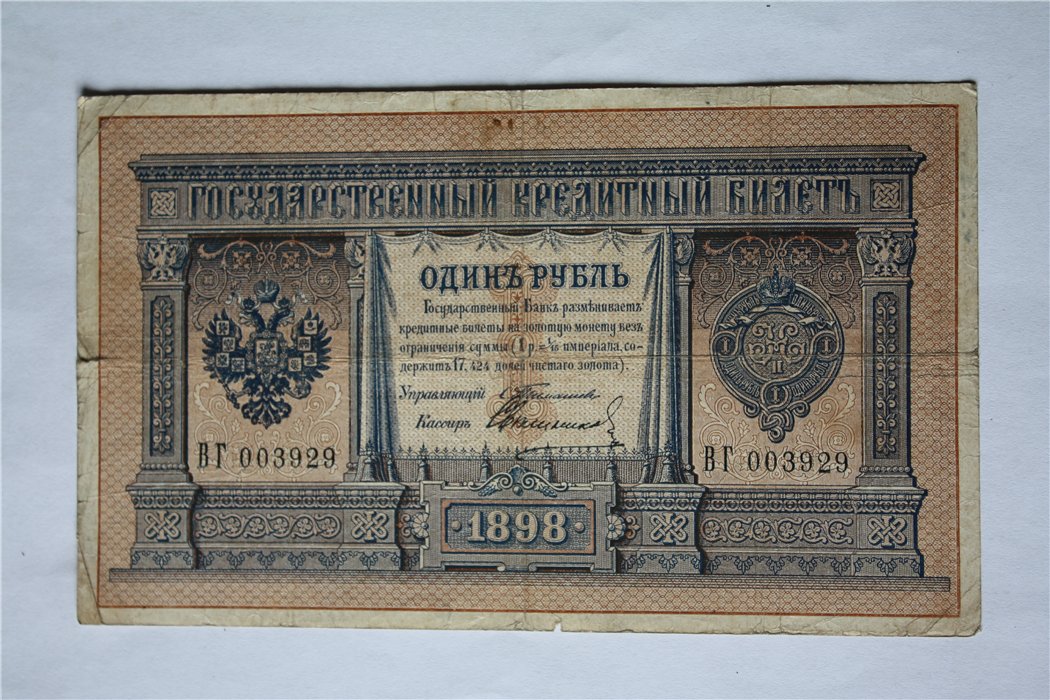 ГОСУДАРСТВЕННЫЙ КРЕДИТНЫЙ БИЛЕТЪ
ОДИНЪ РУБЛЬ
Государственный Банкъ размѣниваетъ
кредитные билеты на золотую монету безъ
ограниченія суммы (1 р.= 1/15 имперіала, со-
держитъ 17,424 долей чистаго золота).
Управляющій
Кассиръ
ВГ 003929
ВГ 003929
1898